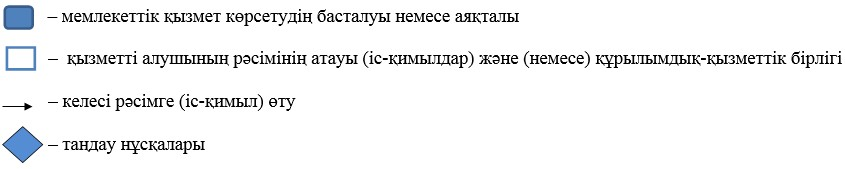 – мемлекеттік қызмет көрсетудің басталуы немесе аяқталы
– қызметті алушының рәсімінің атауы (іс-қимылдар) және (немесе) құрылымдық-қызметтік бірлігі
– келесі рәсімге (іс-қимыл) өту
– таңдау нұсқалары